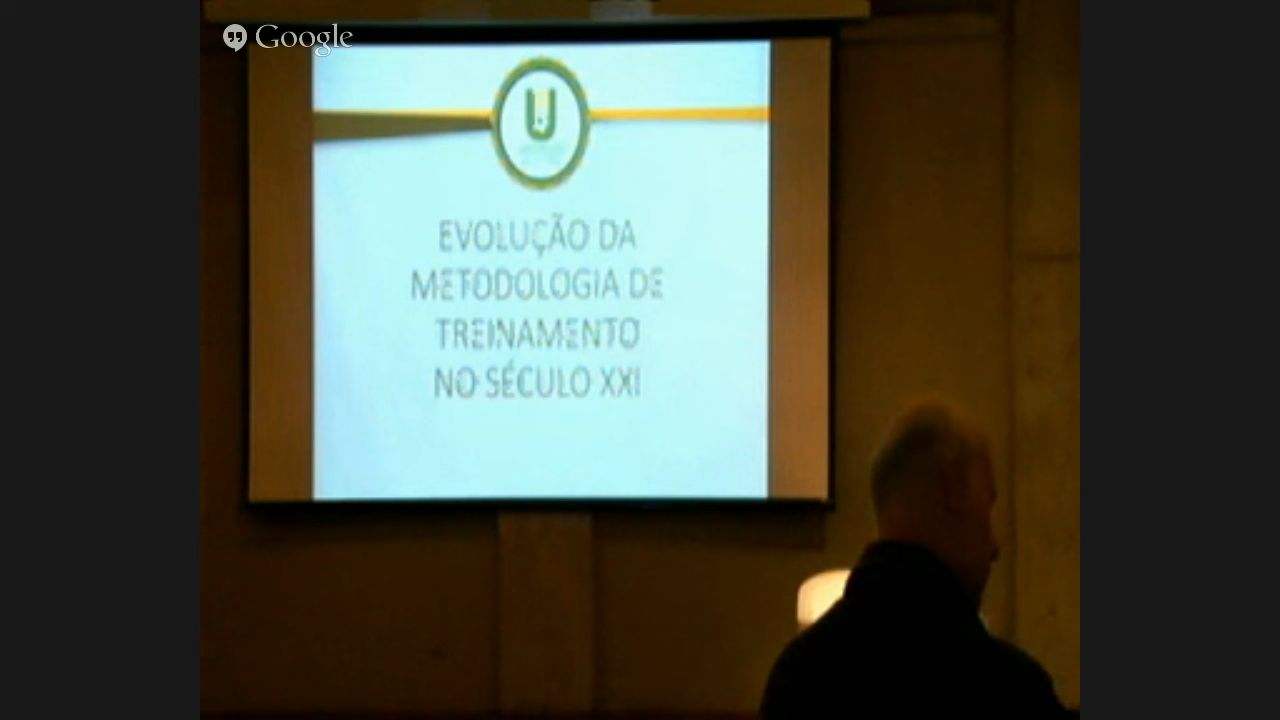 Google
U
EVOLUÇÃO DA
METODOLOGIA DE
TREINAMENTO
NO SÉCULO XXI